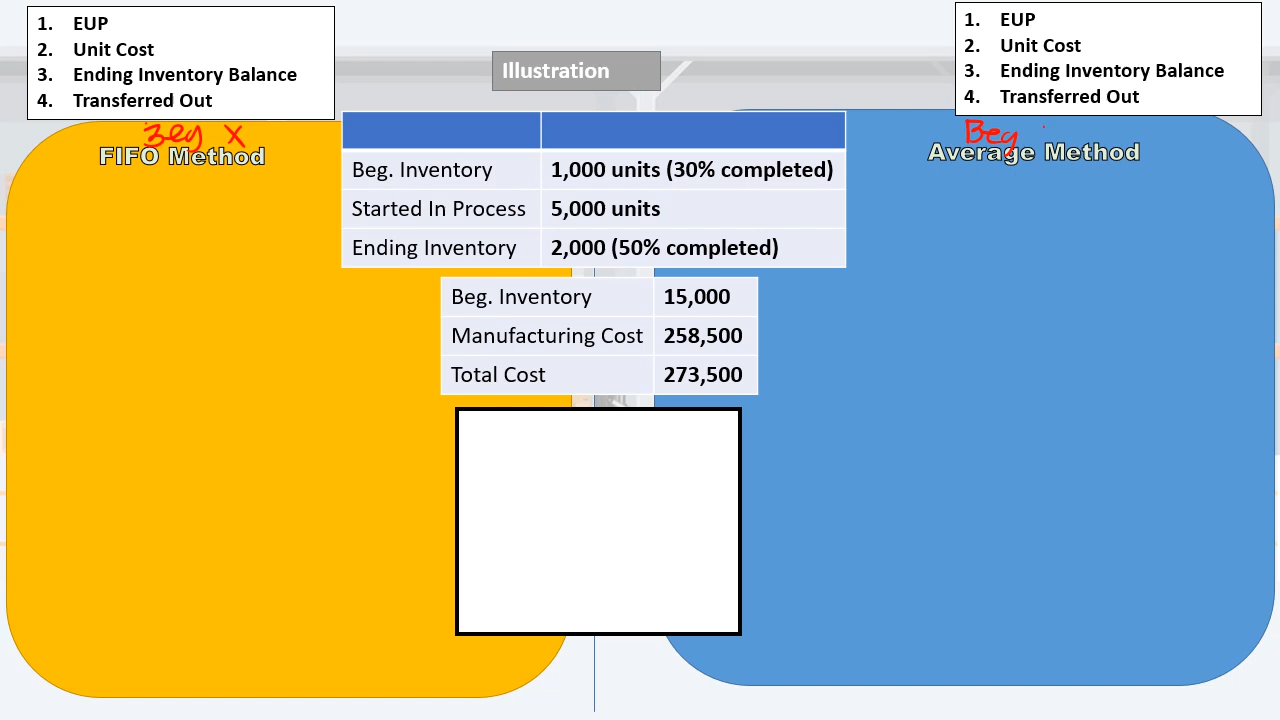 1. EUP
2. Unit Cost
3. Ending Inventory Balance
4. Transferred Out
Beg X
FIFO Method
Illustration
Beg. Inventory 1,000 units (30% completed)
Started In Process 5,000 units
Ending Inventory 2,000 (50% completed)
Beg. Inventory 15,000
Manufacturing Cost 258,500
Total Cost 273,500
1. EUP
2. Unit Cost
3. Ending Inventory Balance
4. Transferred Out
Beg
Average Method